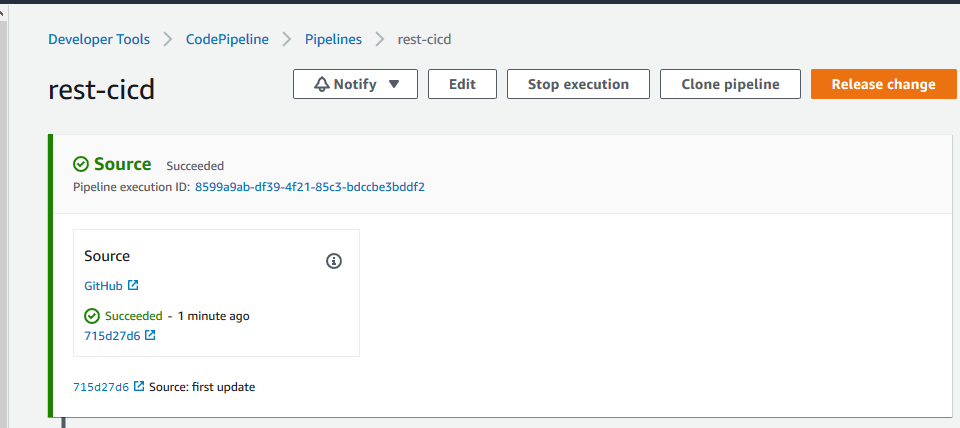 Developer Tools > CodePipeline > Pipelines > rest-cicd
rest-cicd
Notify ▼ Edit Stop execution Clone pipeline Release change
Source Succeeded
Pipeline execution ID: 8599a9ab-df39-4f21-85c3-bdccbe3bddf2
Source
GitHub
Succeeded - 1 minute ago
715d27d6
715d27d6 Source: first update